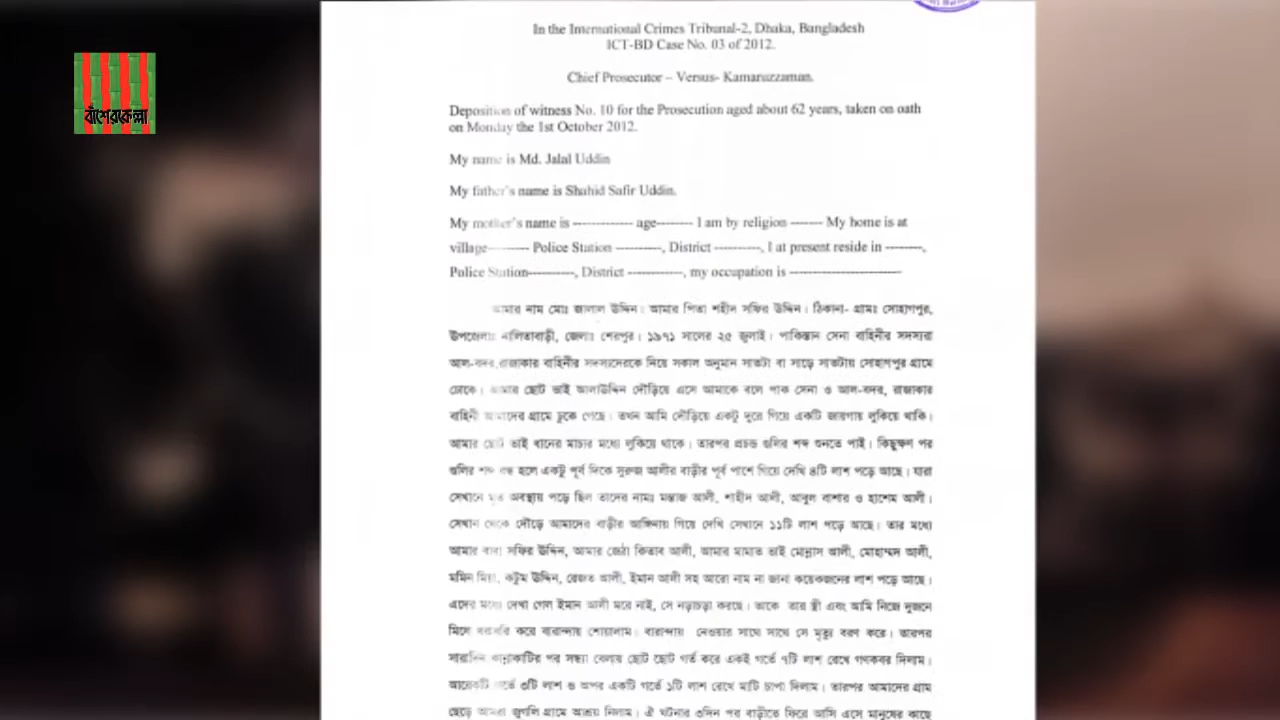 বাঁশেরকেল্লা
In the International Crimes Tribunal-2, Dhaka, Bangladesh
ICT-BD Case No. 03 of 2012.
Chief Prosecutor – Versus- Kamaruzzaman.
Deposition of witness No. 10 for the Prosecution aged about 62 years, taken on oath
on Monday the 1st October 2012.
My name is Md. Jalal Uddin
My father's name is Shahid Safir Uddin.
My mother's name is ------------- age-------- I am by religion ------- My home is at
village--------- Police Station ----------, District ----------, I at present reside in --------,
Police Station----------, District ------------, my occupation is ------------------------
আমার নাম মোঃ জালাল উদ্দিন। আমার পিতা শহীদ সফির উদ্দিন। ঠিকানা- গ্রামঃ সোহাগপুর,
উপজেলাঃ নালিতাবাড়ী, জেলাঃ শেরপুর। ১৯৭১ সালের ২৫ জুলাই। পাকিস্তান সেনা বাহিনীর সদস্যরা
আল-বদর,রাজাকার বাহিনীর সদস্যদেরকে নিয়ে সকাল অনুমান সাতটা বা সাড়ে সাতটায় সোহাগপুর গ্রামে
ঢোকে। আমার ছোট ভাই আলাউদ্দিন দৌড়িয়ে এসে আমাকে বলে পাক সেনা ও আল-বদর, রাজাকার
বাহিনী আমাদের গ্রামে ঢুকে গেছে। তখন আমি দৌড়িয়ে একটু দূরে গিয়ে একটি জায়গায় লুকিয়ে থাকি।
আমার ছোট ভাই ধানের মাচার মধ্যে লুকিয়ে থাকে। তারপর প্রচন্ড গুলির শব্দ শুনতে পাই। কিছুক্ষণ পর
গুলির শব্দ বন্ধ হলে একটু পূর্ব দিকে সুরুজ আলীর বাড়ীর পূর্ব পাশে গিয়ে দেখি ৪টি লাশ পড়ে আছে। যারা
সেখানে মৃত অবস্থায় পড়ে ছিল তাদের নামঃ মন্তাজ আলী, শাহীদ আলী, আবুল বাশার ও হাশেম আলী।
সেখান থেকে দৌড়ে আমাদের বাড়ীর আঙ্গিনায় গিয়ে দেখি সেখানে ১১টি লাশ পড়ে আছে। তার মধ্যে
আমার বাবা সফির উদ্দিন, আমার জেঠা কিতাব আলী, আমার মামাত ভাই মোন্নাস আলী, মোহাম্মদ আলী,
মমিন মিয়া, কটুম উদ্দিন, রেজত আলী, ইমান আলী সহ আরো নাম না জানা কয়েকজনের লাশ পড়ে আছে।
এদের মধ্যে দেখা গেল ইমান আলী মরে নাই, সে নড়াচড়া করছে। তাকে তার স্ত্রী এবং আমি নিজে দুজনে
মিলে ধরাধরি করে বারান্দায় শোয়ালাম। বারান্দায় নেওয়ার সাথে সাথে সে মৃত্যু বরণ করে। তারপর
সারাদিন কান্নাকাটির পর সন্ধ্যা বেলায় ছোট ছোট গর্ত করে একই গর্তে ৭টি লাশ রেখে গণকবর দিলাম।
আরেকটি গর্তে ৩টি লাশ ও অপর একটি গর্তে ১টি লাশ রেখে মাটি চাপা দিলাম। তারপর আমাদের গ্রাম
ছেড়ে আমরা জুগলি গ্রামে আশ্রয় নিলাম। ঐ ঘটনার ৩দিন পর বাড়ীতে ফিরে আসি এসে মানুষের কাছে